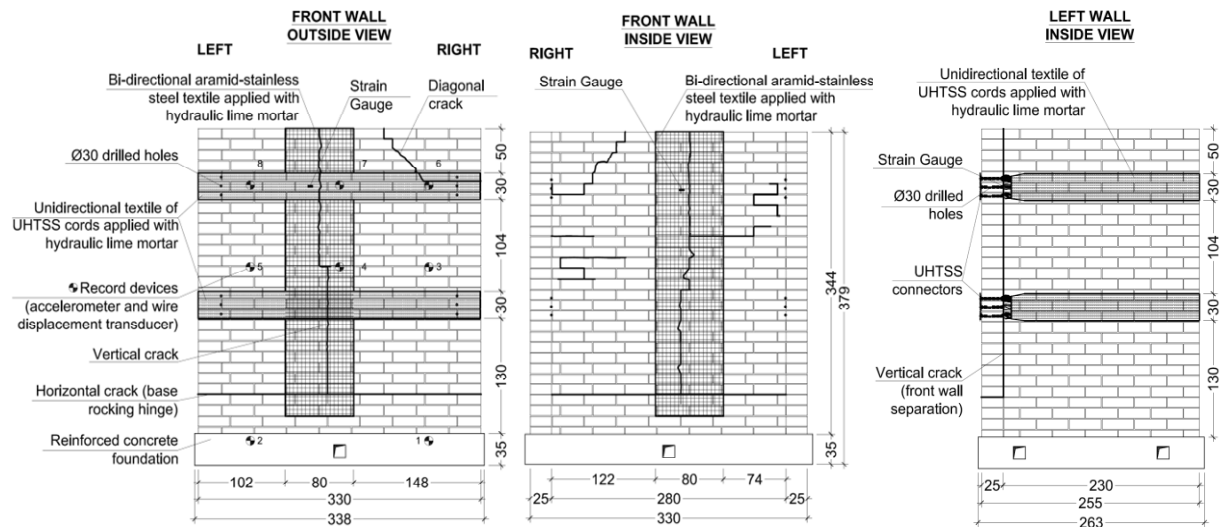 FRONT WALL
OUTSIDE VIEW
LEFT
RIGHT
Bi-directional aramid-stainless
steel textile applied with
hydraulic lime mortar
Strain
Gauge
Diagonal
crack
Ø30 drilled holes
Unidirectional textile of
UHTSS cords applied with
hydraulic lime mortar
Record devices
(accelerometer and wire
displacement transducer)
Vertical crack
Horizontal crack (base
rocking hinge)
Reinforced concrete
foundation
8
7
6
5
4
3
2
1
50
30
104
30
130
35
102
80
148
330
338
FRONT WALL
INSIDE VIEW
RIGHT
LEFT
Strain Gauge
Bi-directional aramid-stainless
steel textile applied with
hydraulic lime mortar
344
379
35
122
80
74
25
280
25
330
LEFT WALL
INSIDE VIEW
Unidirectional textile of
UHTSS cords applied with
hydraulic lime mortar
Strain Gauge
Ø30 drilled
holes
UHTSS
connectors
Vertical crack
(front wall
separation)
50
30
104
30
130
35
25
230
255
263